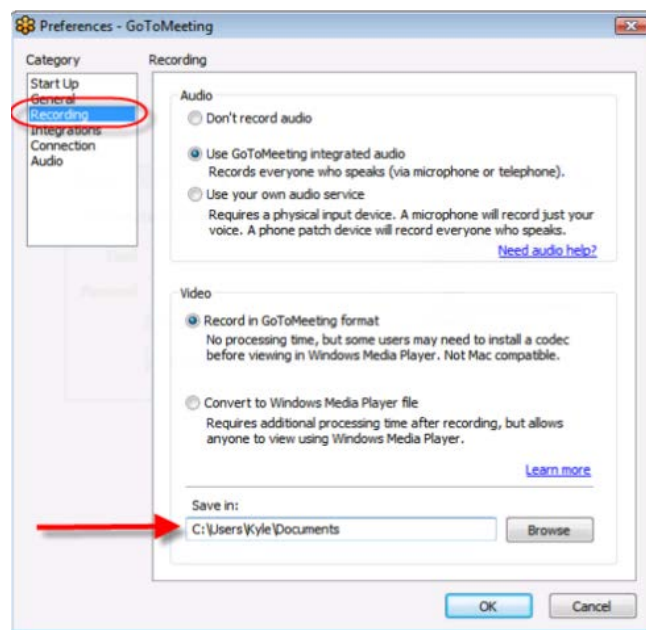 Preferences - GoToMeeting
Category
Recording
Start Up
General
Recording
Integrations
Connection
Audio
Audio
Don't record audio
Use GoToMeeting integrated audio
Records everyone who speaks (via microphone or telephone).
Use your own audio service
Requires a physical input device. A microphone will record just your
voice. A phone patch device will record everyone who speaks.
Need audio help?
Video
Record in GoToMeeting format
No processing time, but some users may need to install a codec
before viewing in Windows Media Player. Not Mac compatible.
Convert to Windows Media Player file
Requires additional processing time after recording, but allows
anyone to view using Windows Media Player.
Learn more
Save in:
C:\Users\Kyle\Documents
Browse
OK
Cancel